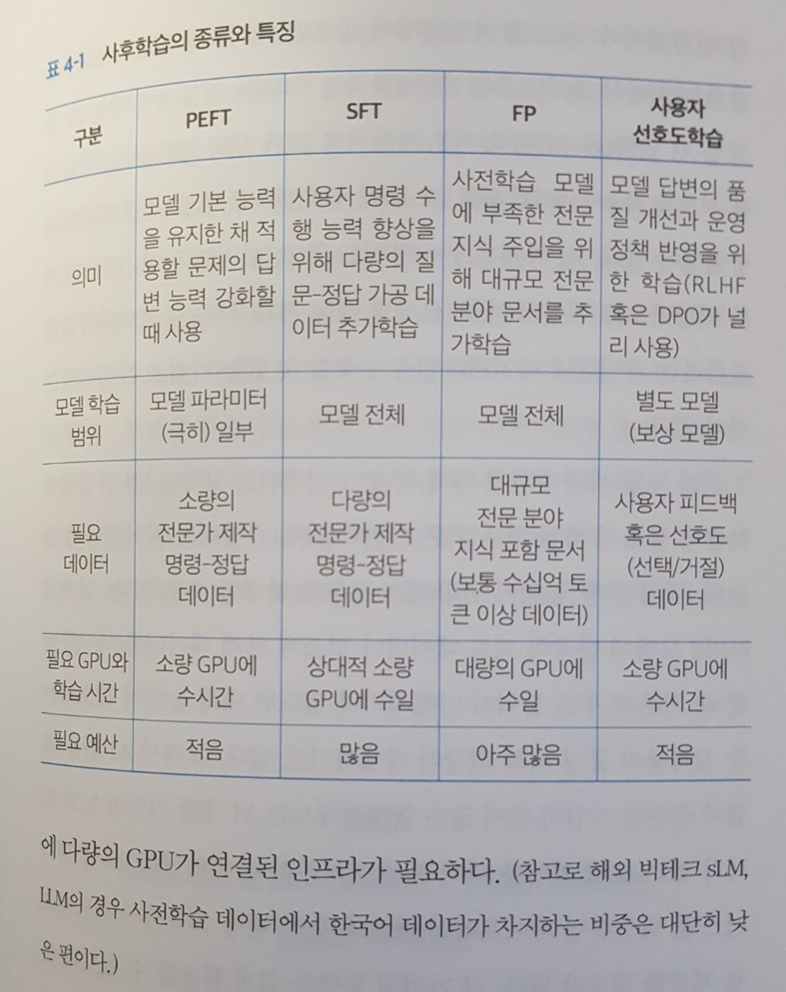 표 4-1 사후학습의 종류와 특징
구분
PEFT
SFT
FP
사용자
선호도학습
의미
모델 기본 능력
을 유지한 채 적
용할 문제의 답
변 능력 강화할
때 사용
사용자 명령 수
행 능력 향상을
위해 다량의 질
문-정답 가공 데
이터 추가학습
사전학습 모델
에 부족한 전문
지식 주입을 위
해 대규모 전문
분야 문서를 추
가학습
모델 답변의 품
질 개선과 운영
정책 반영을 위
한 학습(RLHF
혹은 DPO가 널
리 사용)
모델 학습
범위
모델 파라미터
(극히) 일부
모델 전체
모델 전체
별도 모델
(보상 모델)
필요
데이터
소량의
전문가 제작
명령-정답
데이터
다량의
전문가 제작
명령-정답
데이터
대규모
전문 분야
지식 포함 문서
(보통 수십억 토
큰 이상 데이터)
사용자 피드백
혹은 선호도
(선택/거절)
데이터
필요 GPU와
학습 시간
소량 GPU에
수시간
상대적 소량
GPU에 수일
대량의 GPU에
수일
소량 GPU에
수시간
필요 예산
적음
많음
아주 많음
적음
에 다량의 GPU가 연결된 인프라가 필요하다. (참고로 해외 빅테크 sLM,
LLM의 경우 사전학습 데이터에서 한국어 데이터가 차지하는 비중은 대단히 낮
은 편이다.)